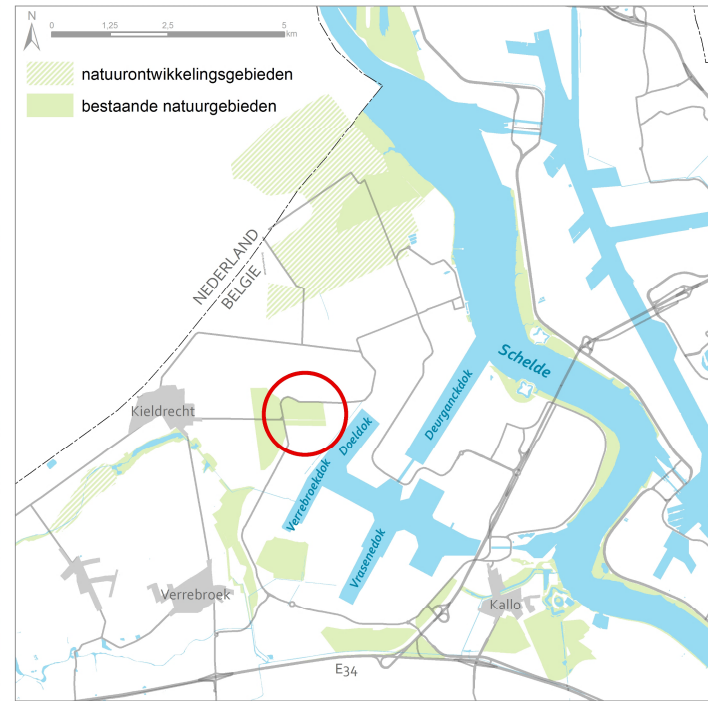 N
0 1,25 2,5 5
km
natuurontwikkelingsgebieden
bestaande natuurgebieden
NEDERLAND
BELGIE
Schelde
Deurganckdok
Kieldrecht
Doeldok
Verrebroekdok
Vrasenedok
Verrebroek
Kallo
E34